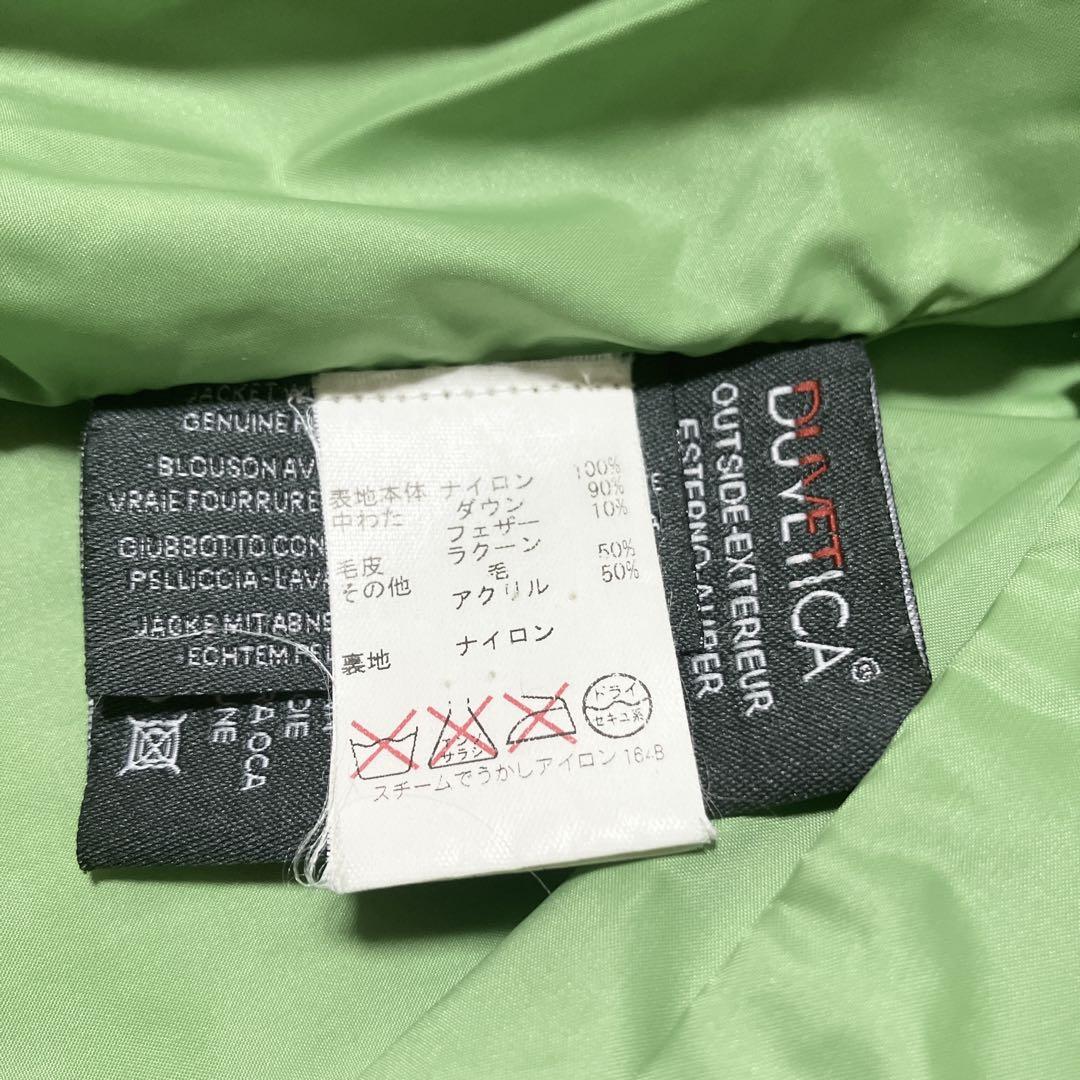 JACKET
GENUINE
-BLOUSON AV
VRAIE FOURRURE
GIUBBOTTO CON
PELLICCIA-LAVA
JACKE MIT ABNE
ECHTEM PEL
表地本体 ナイロン 100%
中わた ダウン 90%
フェザー 10%
毛皮 ラクーン
その他 毛 50%
アクリル 50%
裏地 ナイロン
エンソ
サラシ
ドライ
セキユ系
スチームでうかしアイロン 164B
DUVETICA®
OUTSIDE-EXTERIEUR
ESTERNO-AUßER